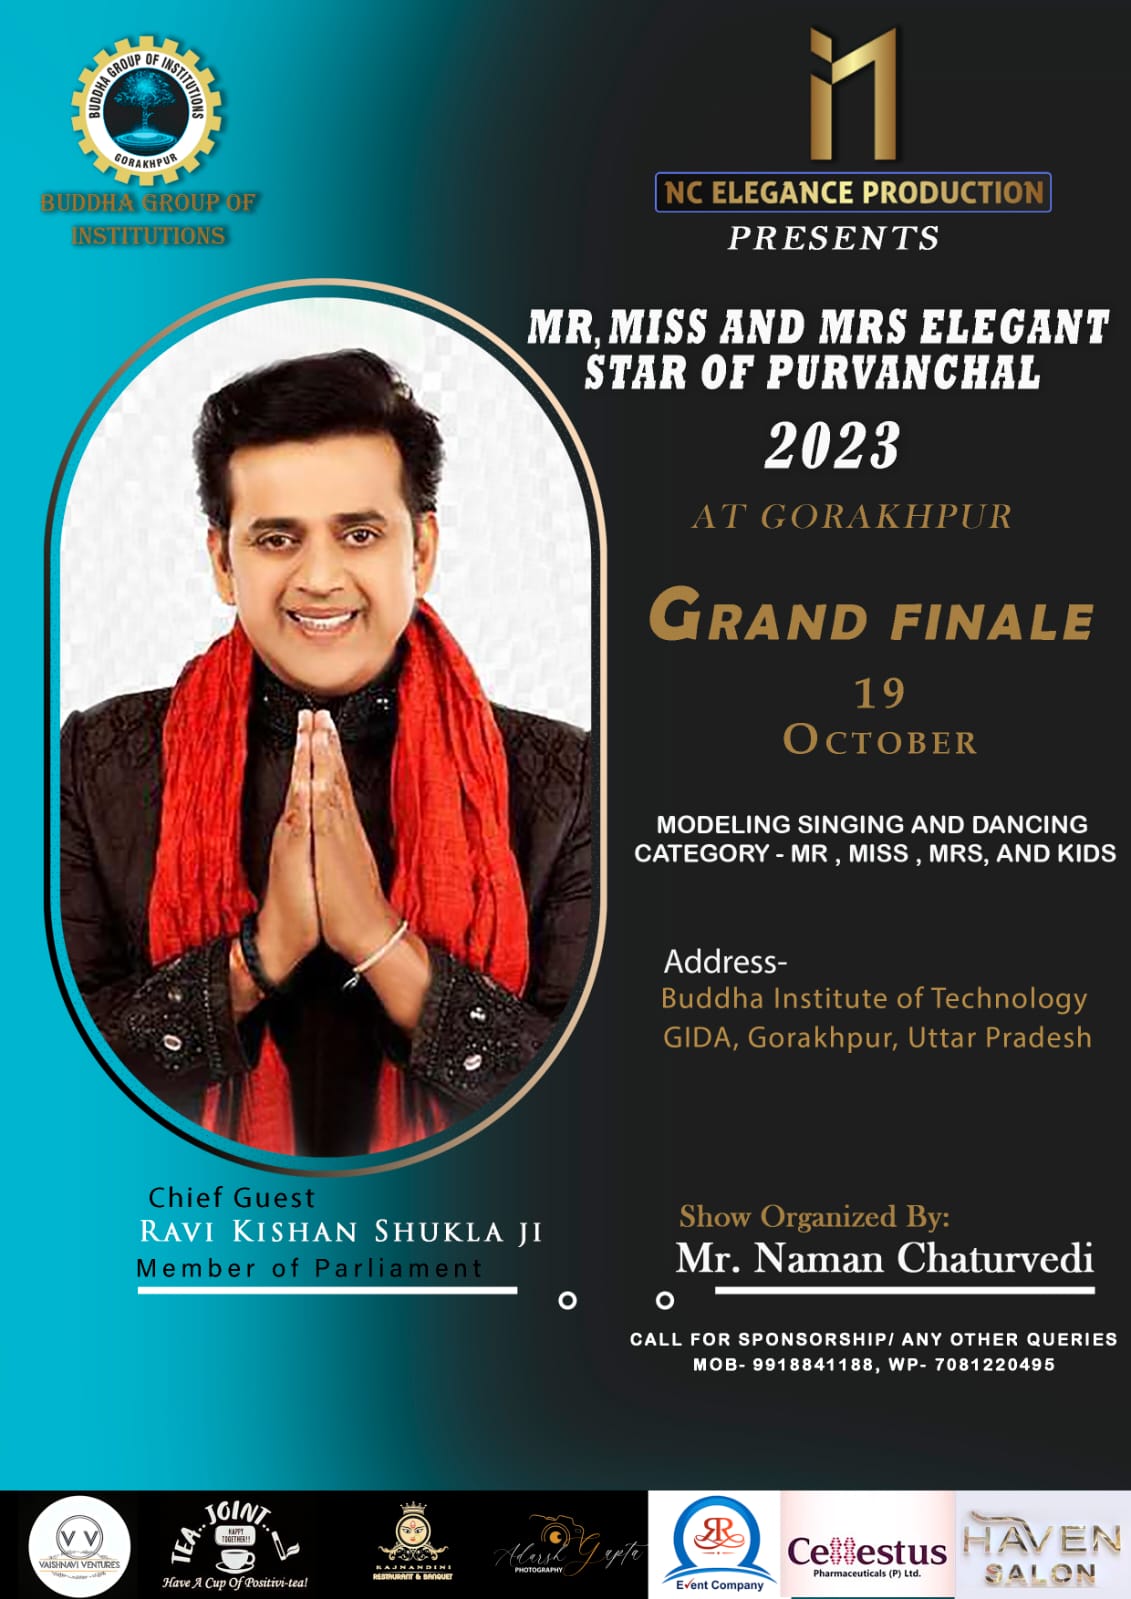 BUDDHA GROUP OF INSTITUTIONS
GORAKHPUR
BUDDHA GROUP OF
INSTITUTIONS
NC ELEGANCE PRODUCTION
PRESENTS
MR, MISS AND MRS ELEGANT
STAR OF PURVANCHAL
2023
AT GORAKHPUR
GRAND FINALE
19
OCTOBER
MODELING SINGING AND DANCING
CATEGORY - MR , MISS , MRS, AND KIDS
Address-
Buddha Institute of Technology
GIDA, Gorakhpur, Uttar Pradesh
Chief Guest
RAVI KISHAN SHUKLA JI
Member of Parliament
Show Organized By:
Mr. Naman Chaturvedi
CALL FOR SPONSORSHIP/ ANY OTHER QUERIES
MOB- 9918841188, WP- 7081220495
V V
VAISHNAVI VENTURES
TEA.. JOINT..
HAPPY
TOGETHER!!
Have A Cup Of Positivi-tea!
RAJNANDINI
RESTAURANT & BANQUET
Adarsh Gupta
PHOTOGRAPHY
RR
Event Company
Cellestus
Pharmaceuticals (P) Ltd.
HAVEN
SALON